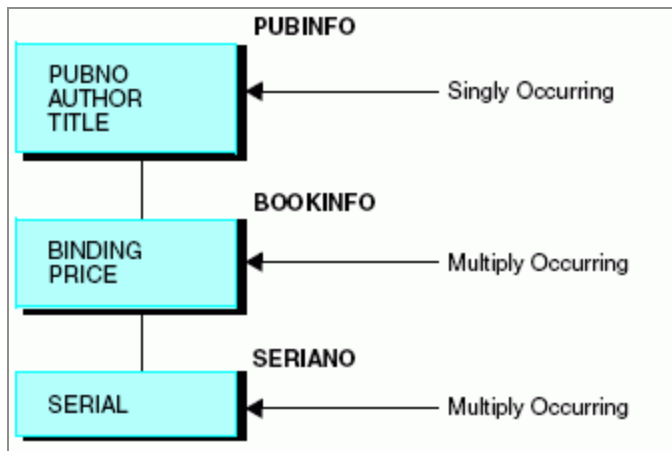 PUBINFO
PUBNO
AUTHOR
TITLE
Singly Occurring
BOOKINFO
BINDING
PRICE
Multiply Occurring
SERIANO
SERIAL
Multiply Occurring